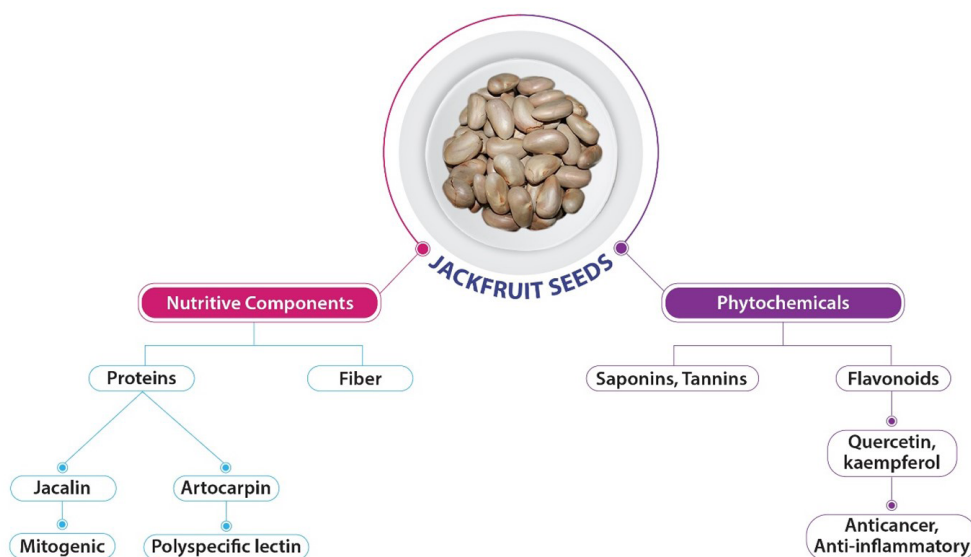 JACKFRUIT SEEDS
Nutritive Components
Phytochemicals
Proteins
Fiber
Saponins, Tannins
Flavonoids
Quercetin,
kaempferol
Jacalin
Artocarpin
Mitogenic
Polyspecific lectin
Anticancer,
Anti-inflammatory